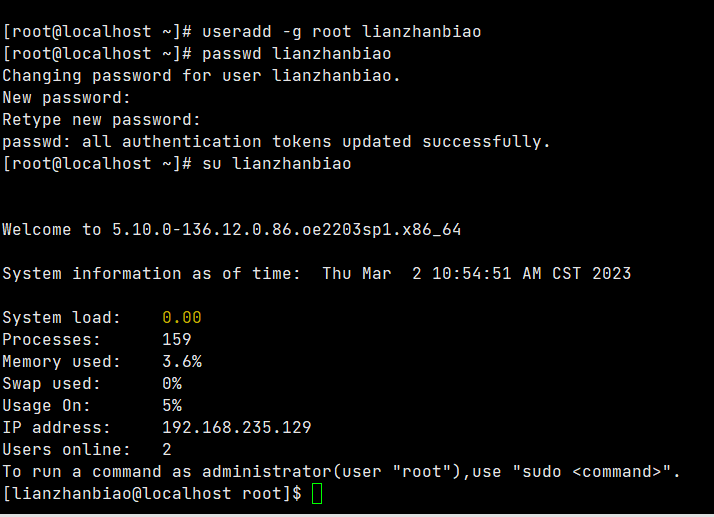 [root@localhost ~]# useradd -g root lianzhanbiao
[root@localhost ~]# passwd lianzhanbiao
Changing password for user lianzhanbiao.
New password:
Retype new password:
passwd: all authentication tokens updated successfully.
[root@localhost ~]# su lianzhanbiao
Welcome to 5.10.0-136.12.0.86.oe2203sp1.x86_64
System information as of time:  Thu Mar  2 10:54:51 AM CST 2023
System load:    0.00
Processes:      159
Memory used:    3.6%
Swap used:      0%
Usage On:       5%
IP address:     192.168.235.129
Users online:   2
To run a command as administrator(user "root"),use "sudo <command>".
[lianzhanbiao@localhost root]$